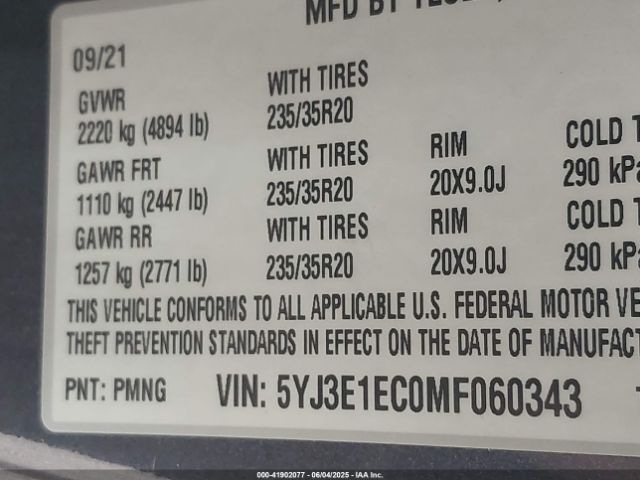 MFD BY
09/21
GVWR WITH TIRES
2220 kg (4894 lb) 235/35R20
GAWR FRT WITH TIRES RIM COLD
1110 kg (2447 lb) 235/35R20 20X9.0J 290 kPa
GAWR RR WITH TIRES RIM COLD
1257 kg (2771 lb) 235/35R20 20X9.0J 290 kPa
THIS VEHICLE CONFORMS TO ALL APPLICABLE U.S. FEDERAL MOTOR
THEFT PREVENTION STANDARDS IN EFFECT ON THE DATE OF
PNT: PMNG VIN: 5YJ3E1EC0MF060343
000-41902077 - 06/04/2025 - IAA Inc.